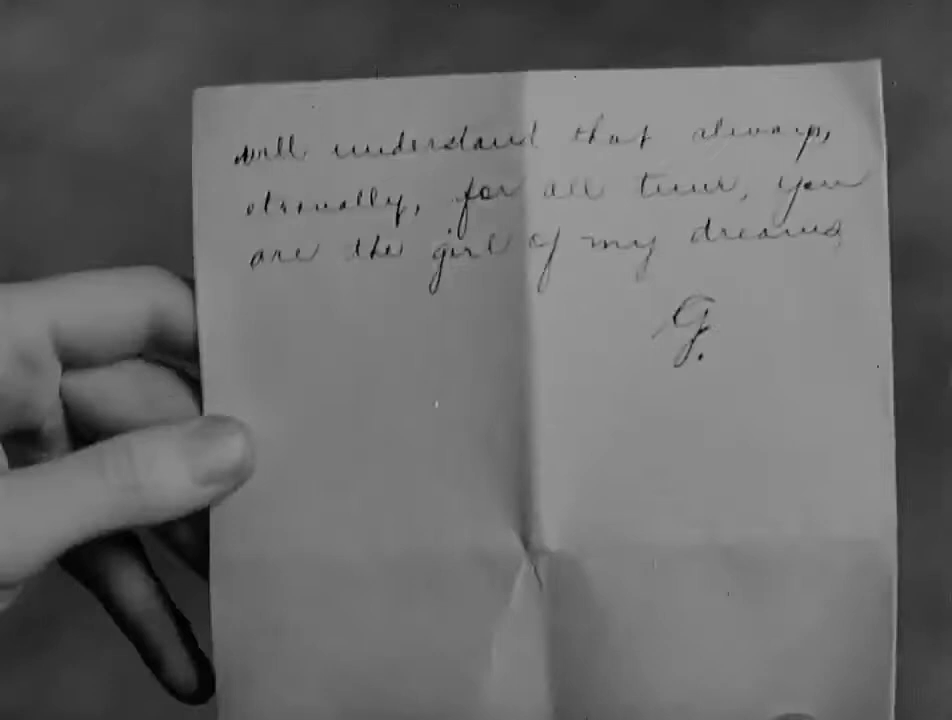 will understand that always,
eternally, for all time, you
are the girl of my dreams
G.